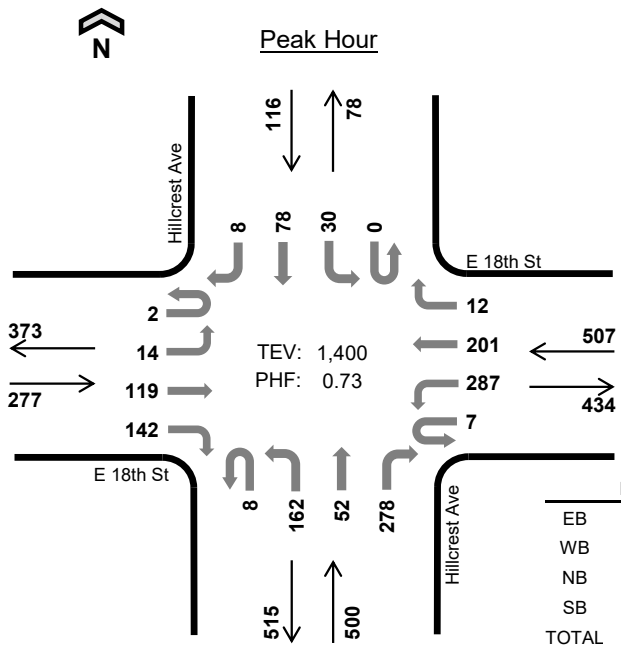 Peak Hour
N
116
78
Hillcrest Ave
8
78
30
0
E 18th St
2
12
373
14
TEV: 1,400
201
507
277
119
PHF: 0.73
287
434
142
7
E 18th St
8
162
52
278
Hillcrest Ave
515
500
EB
WB
NB
SB
TOTAL